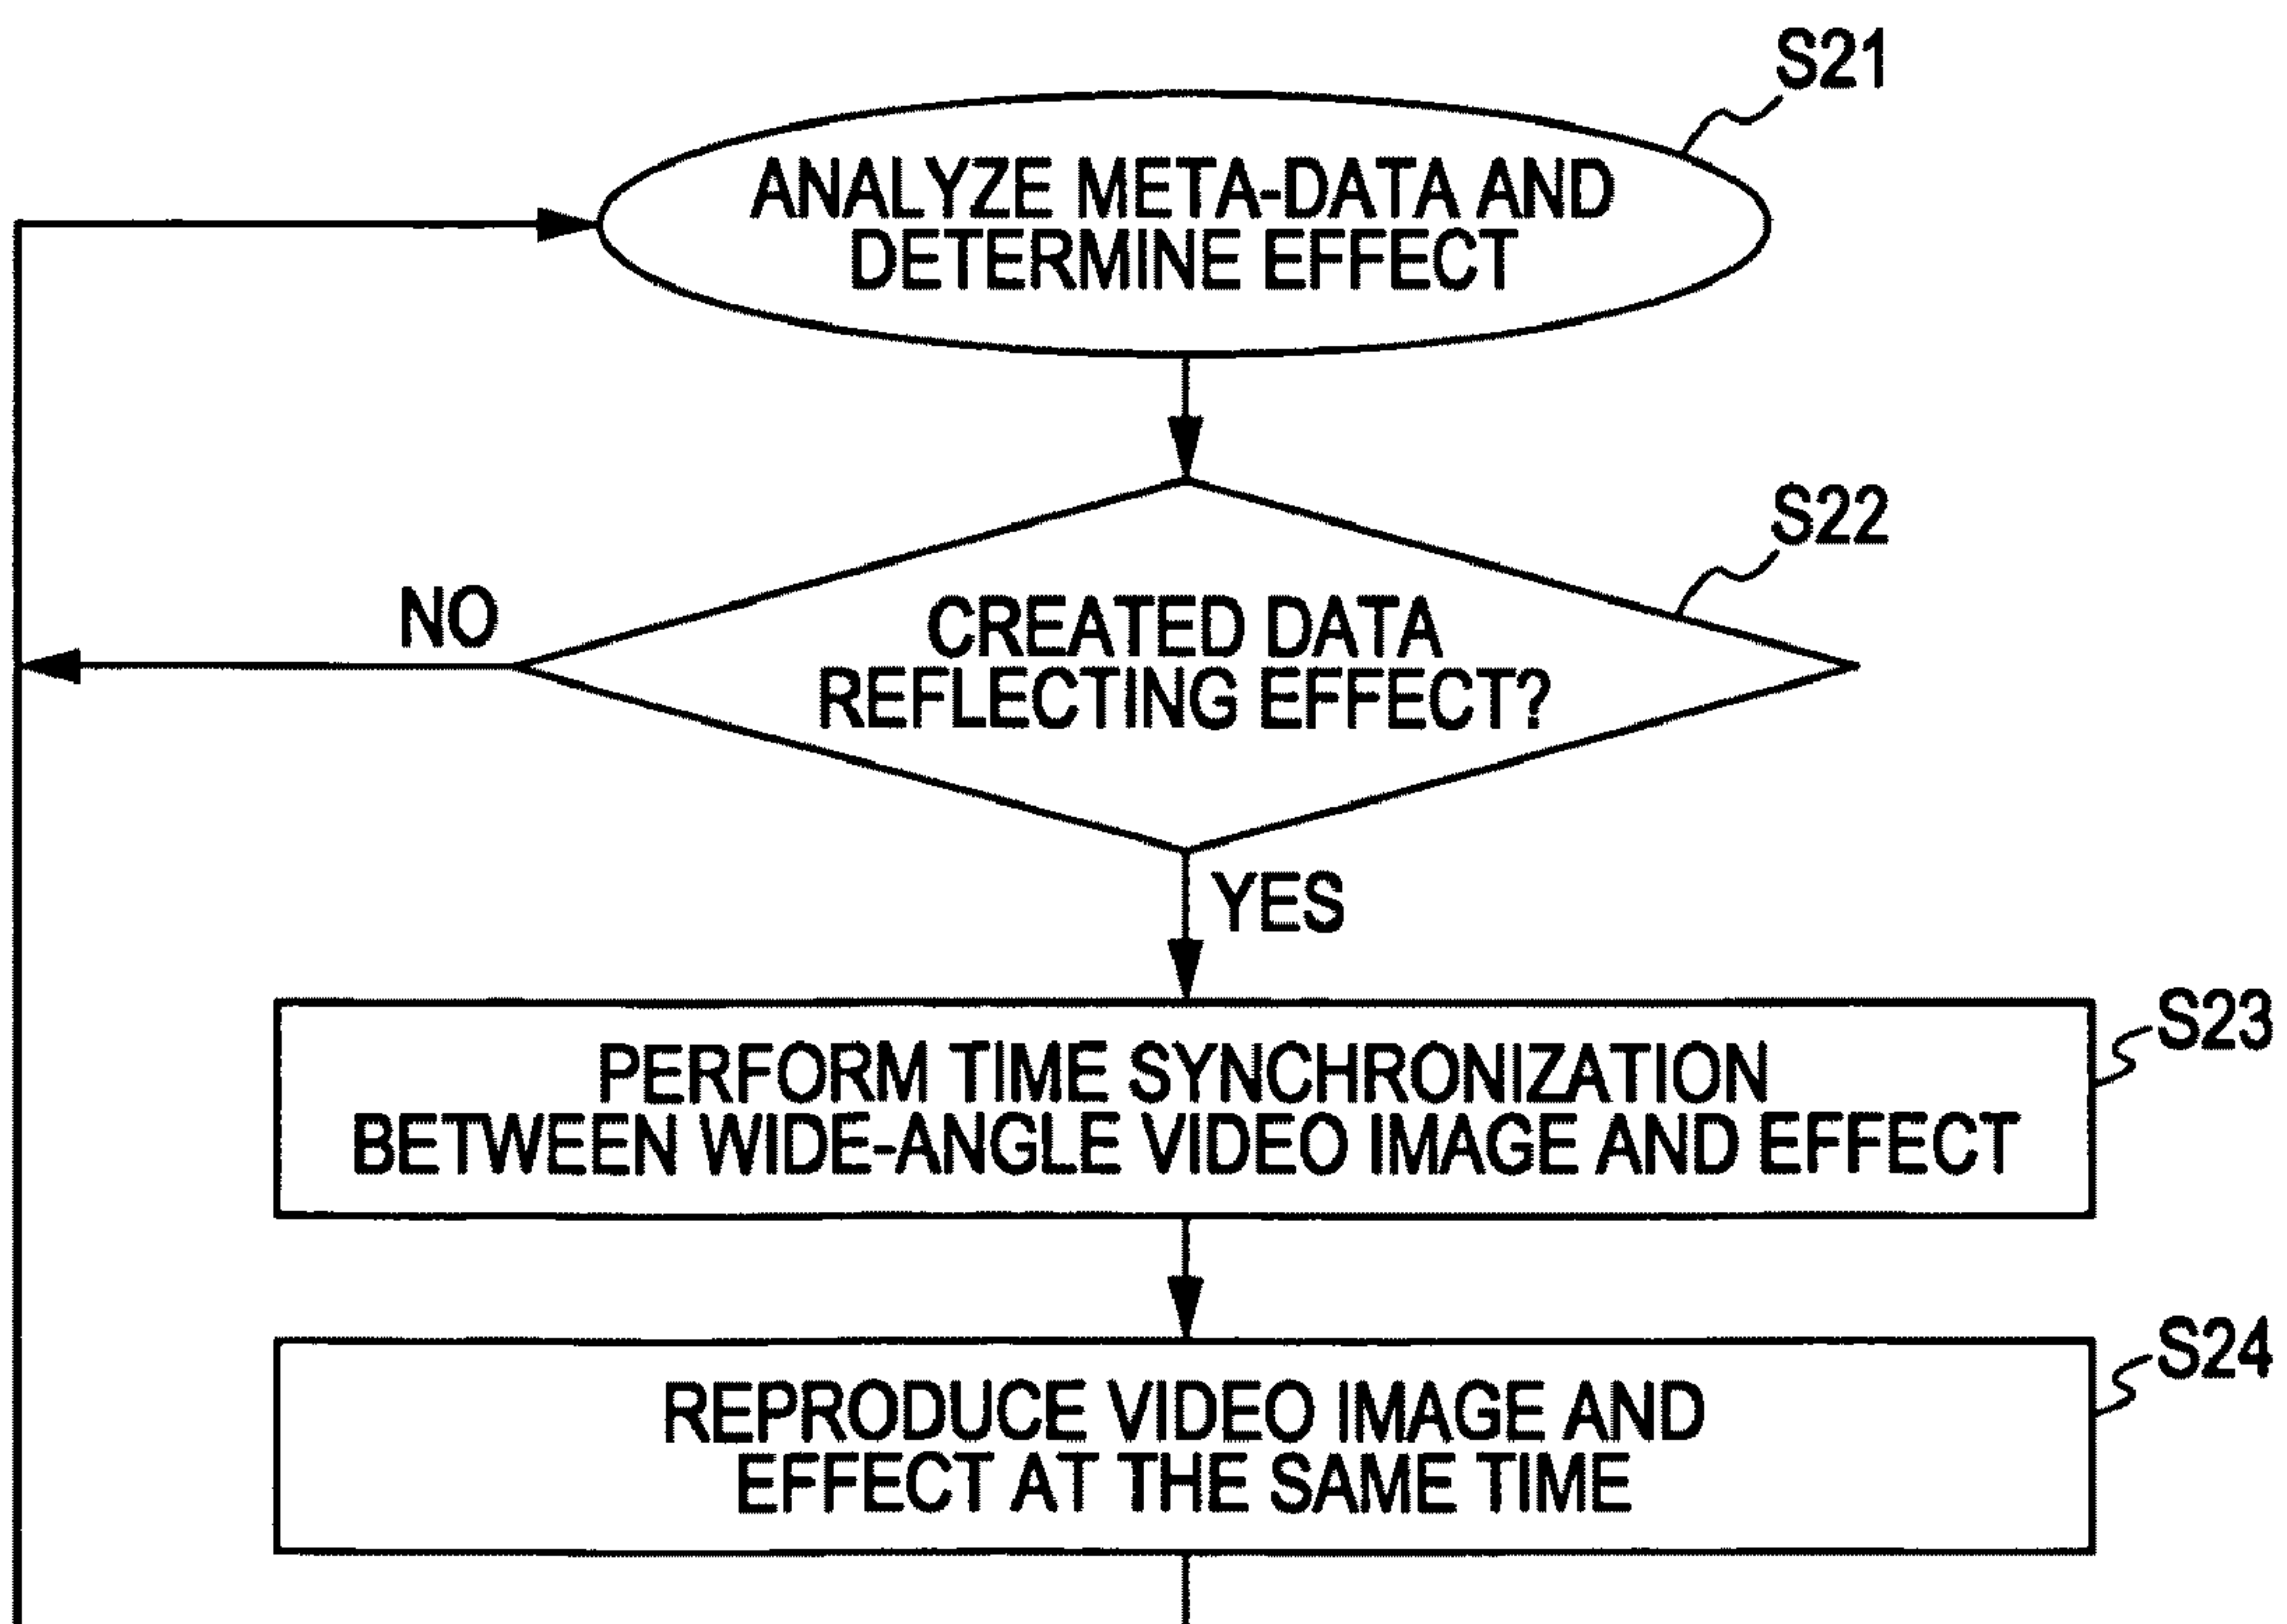 S21
ANALYZE META-DATA AND
DETERMINE EFFECT
S22
NO
CREATED DATA
REFLECTING EFFECT?
YES
S23
PERFORM TIME SYNCHRONIZATION
BETWEEN WIDE-ANGLE VIDEO IMAGE AND EFFECT
S24
REPRODUCE VIDEO IMAGE AND
EFFECT AT THE SAME TIME